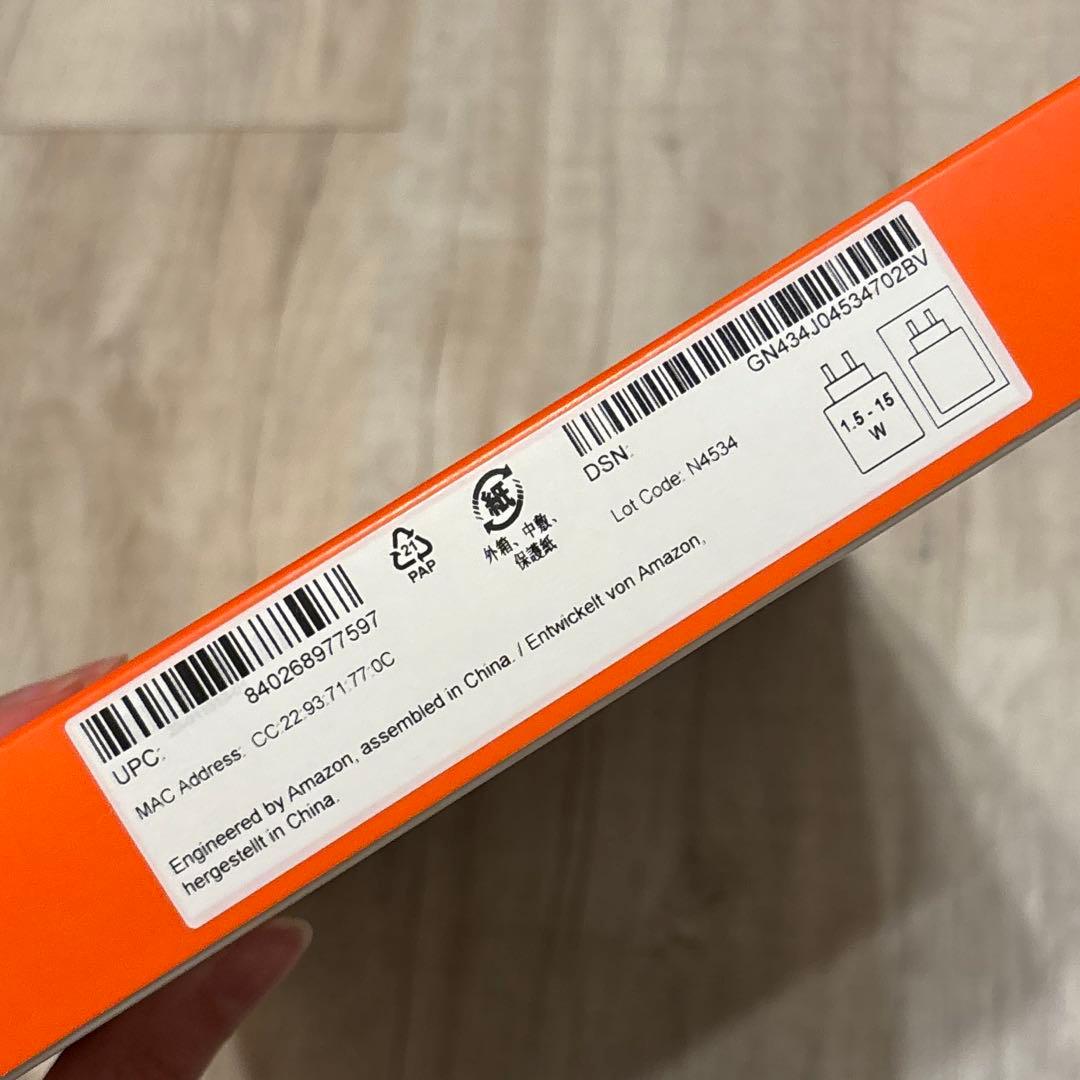 UPC:
840268977597
MAC Address: CC:22:93:71:77:0C
Engineered by Amazon, assembled in China. / Entwickelt von Amazon,
hergestellt in China.
21
PAP
紙
外箱、中敷、
保護紙
DSN:
GN434J04534702BV
Lot Code: N4534
1.5 - 15
W